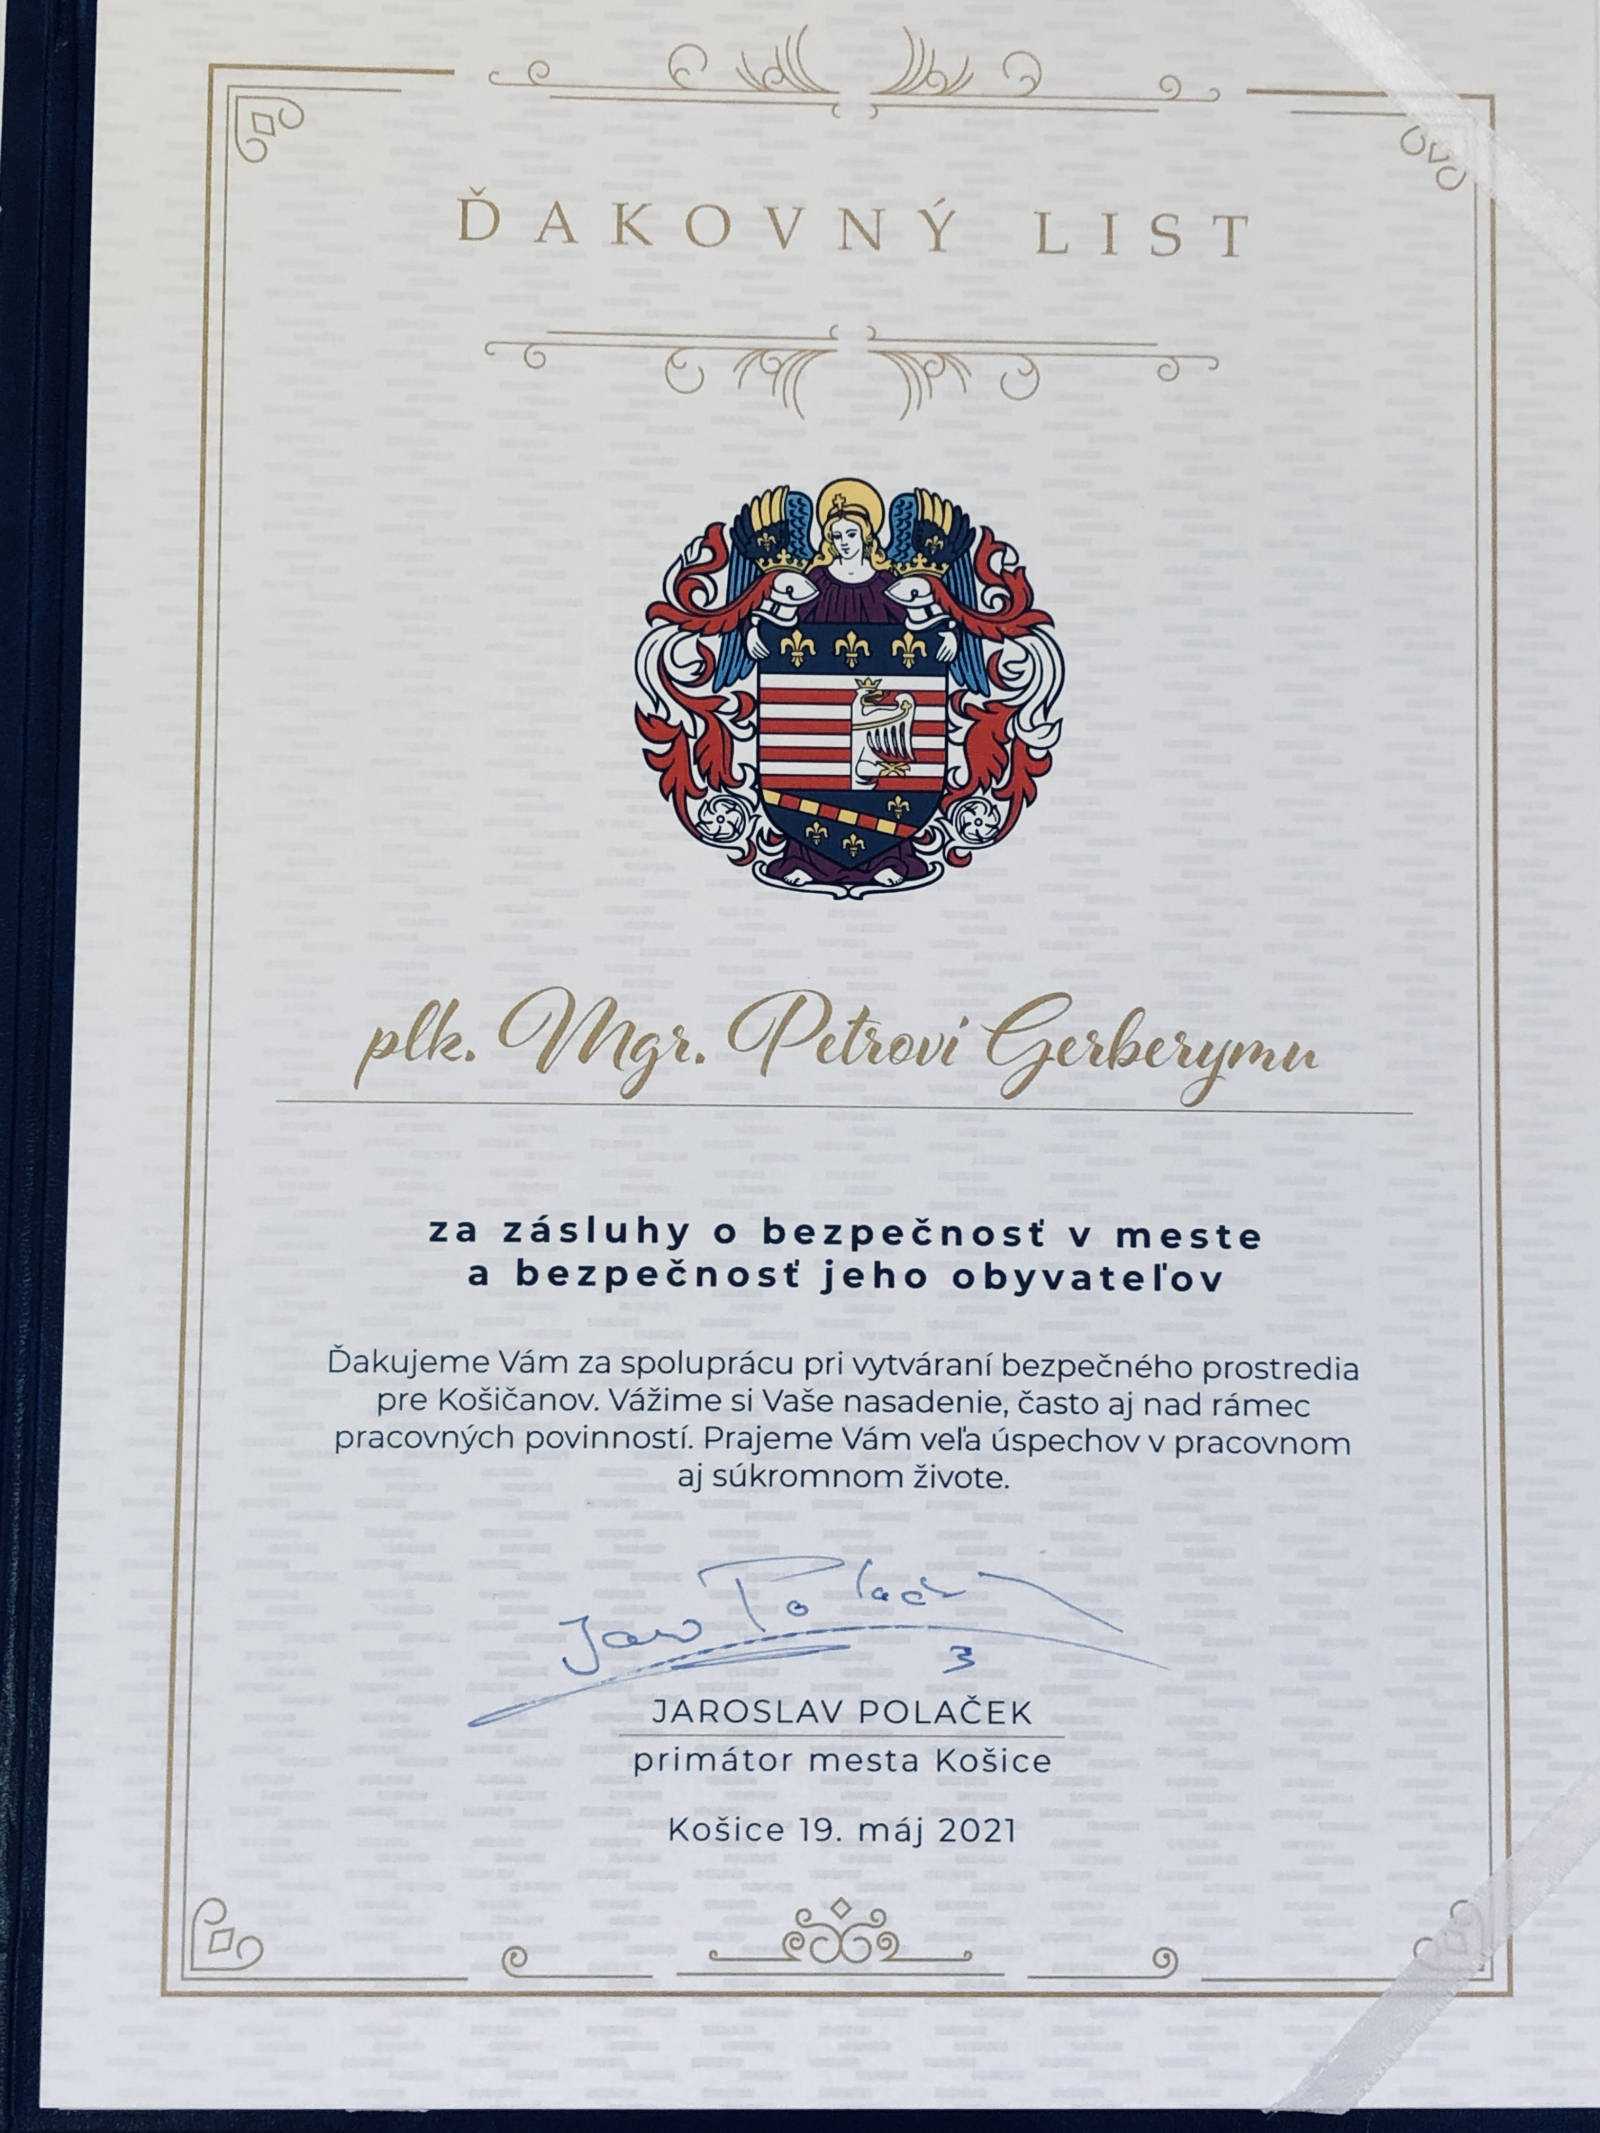 ĎAKOVNÝ LIST
plk. Mgr. Petrovi Gerberymu
za zásluhy o bezpečnosť v meste
a bezpečnosť jeho obyvateľov
Ďakujeme Vám za spoluprácu pri vytváraní bezpečného prostredia
pre Košičanov. Vážime si Vaše nasadenie, často aj nad rámec
pracovných povinností. Prajeme Vám veľa úspechov v pracovnom
aj súkromnom živote.
JAROSLAV POLAČEK
primátor mesta Košice
Košice 19. máj 2021